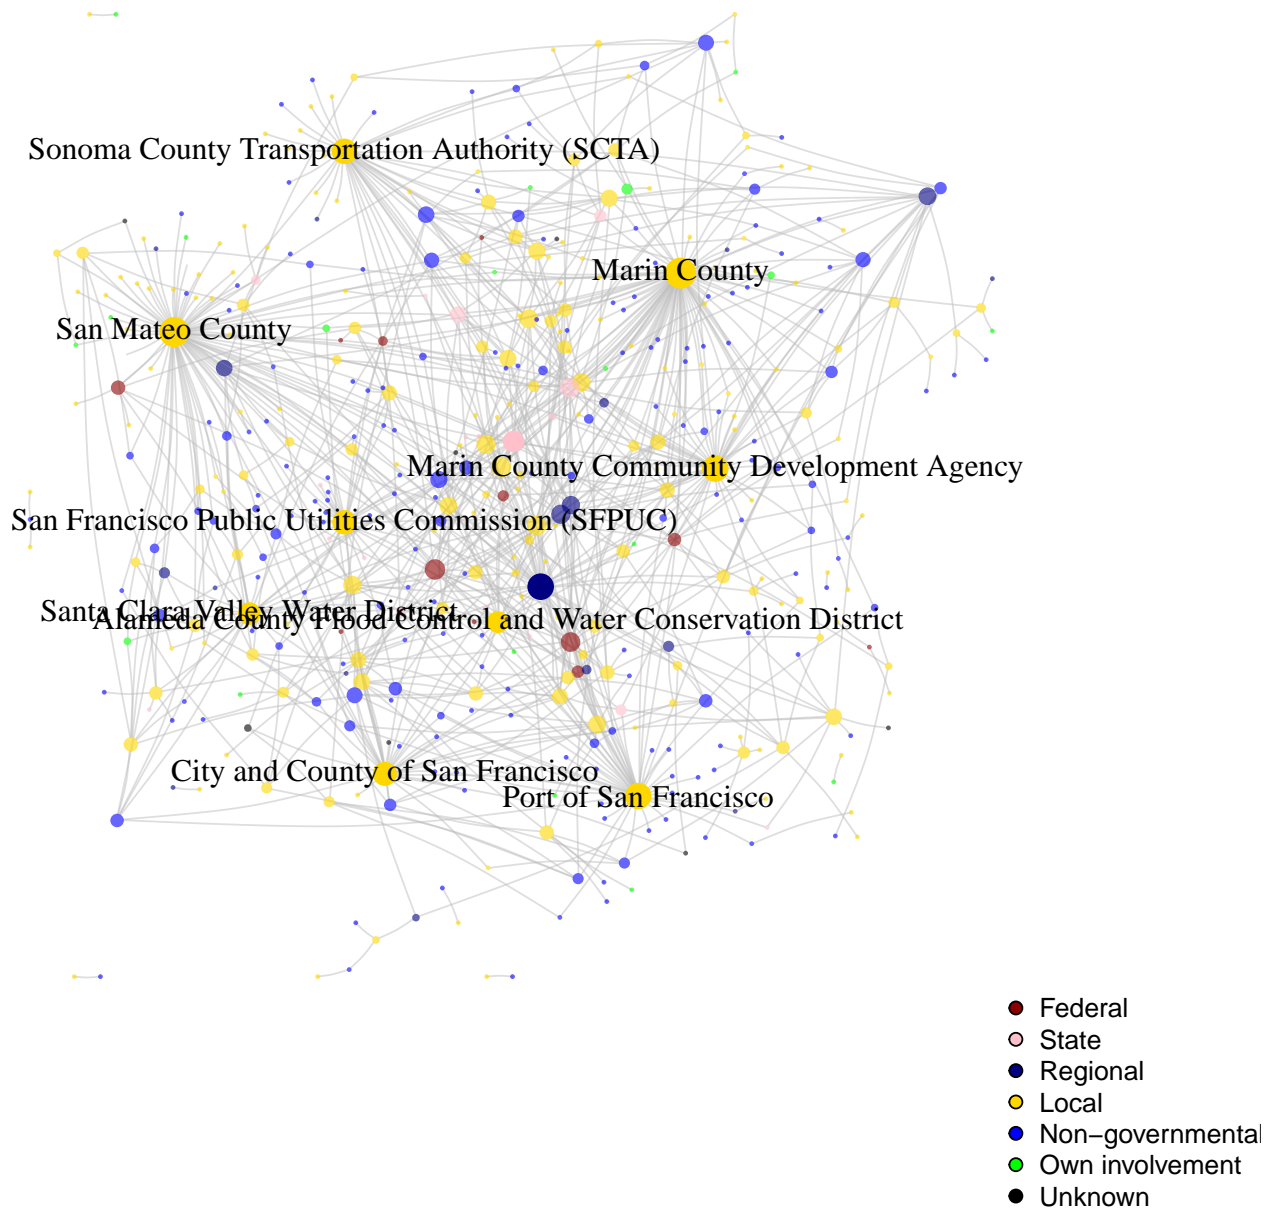 Sonoma County Transportation Authority (SCTA)
Marin County
San Mateo County
Marin County Community Development Agency
San Francisco Public Utilities Commission (SFPUC)
Santa Clara Valley Water District
Alameda County Flood Control and Water Conservation District
City and County of San Francisco
Port of San Francisco
Federal
State
Regional
Local
Non−governmental
Own involvement
Unknown